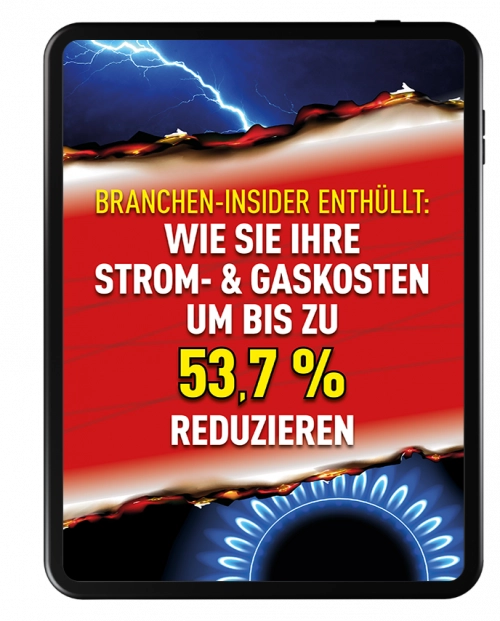 BRANCHEN-INSIDER ENTHÜLLT:
WIE SIE IHRE
STROM- & GASKOSTEN
UM BIS ZU
53,7 %
REDUZIEREN